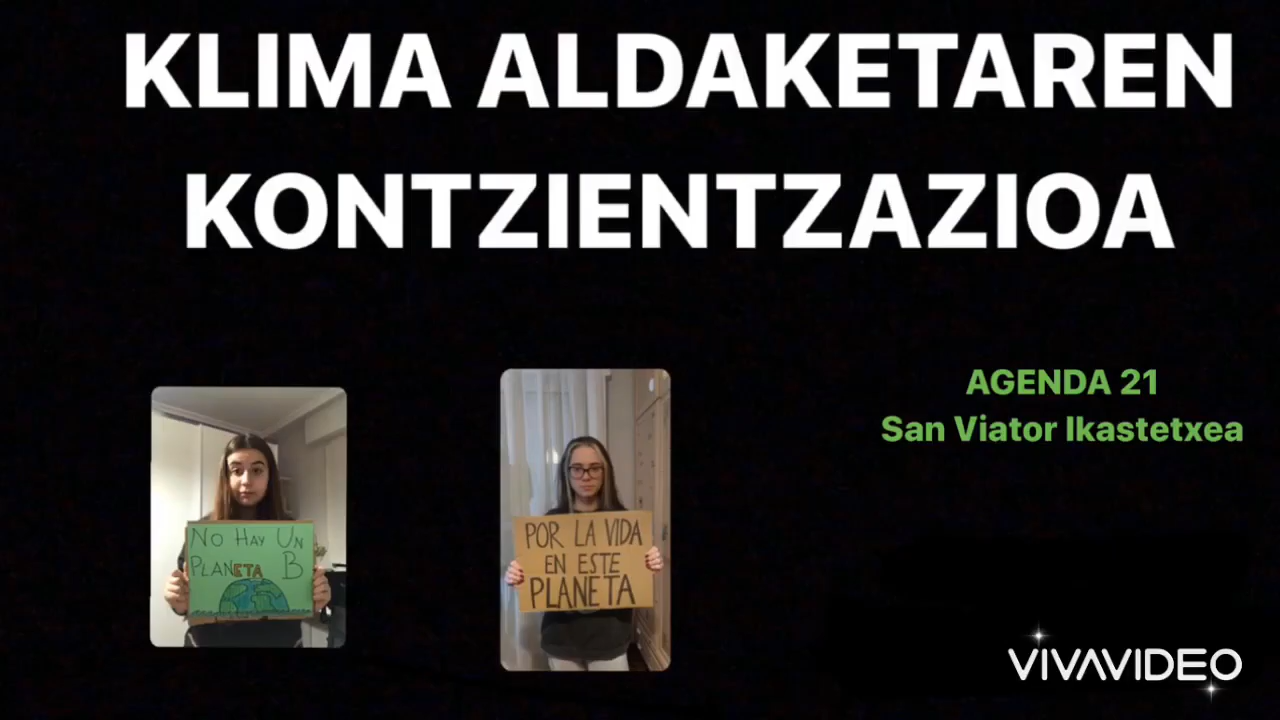 KLIMA ALDAKETAREN
KONTZIENTZAZIOA
AGENDA 21
San Viator Ikastetxea
NO HAY UN
PLANETA B
POR LA VIDA
EN ESTE
PLANETA
VIVAVIDEO